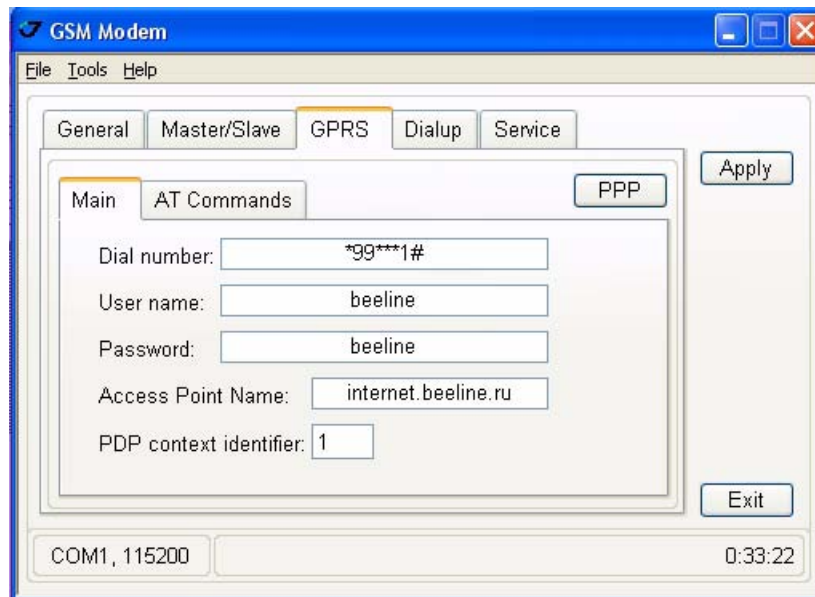 GSM Modem
File Tools Help
General Master/Slave GPRS Dialup Service
Apply
Main AT Commands PPP
Dial number: *99***1#
User name: beeline
Password: beeline
Access Point Name: internet.beeline.ru
PDP context identifier: 1
Exit
COM1, 115200 0:33:22